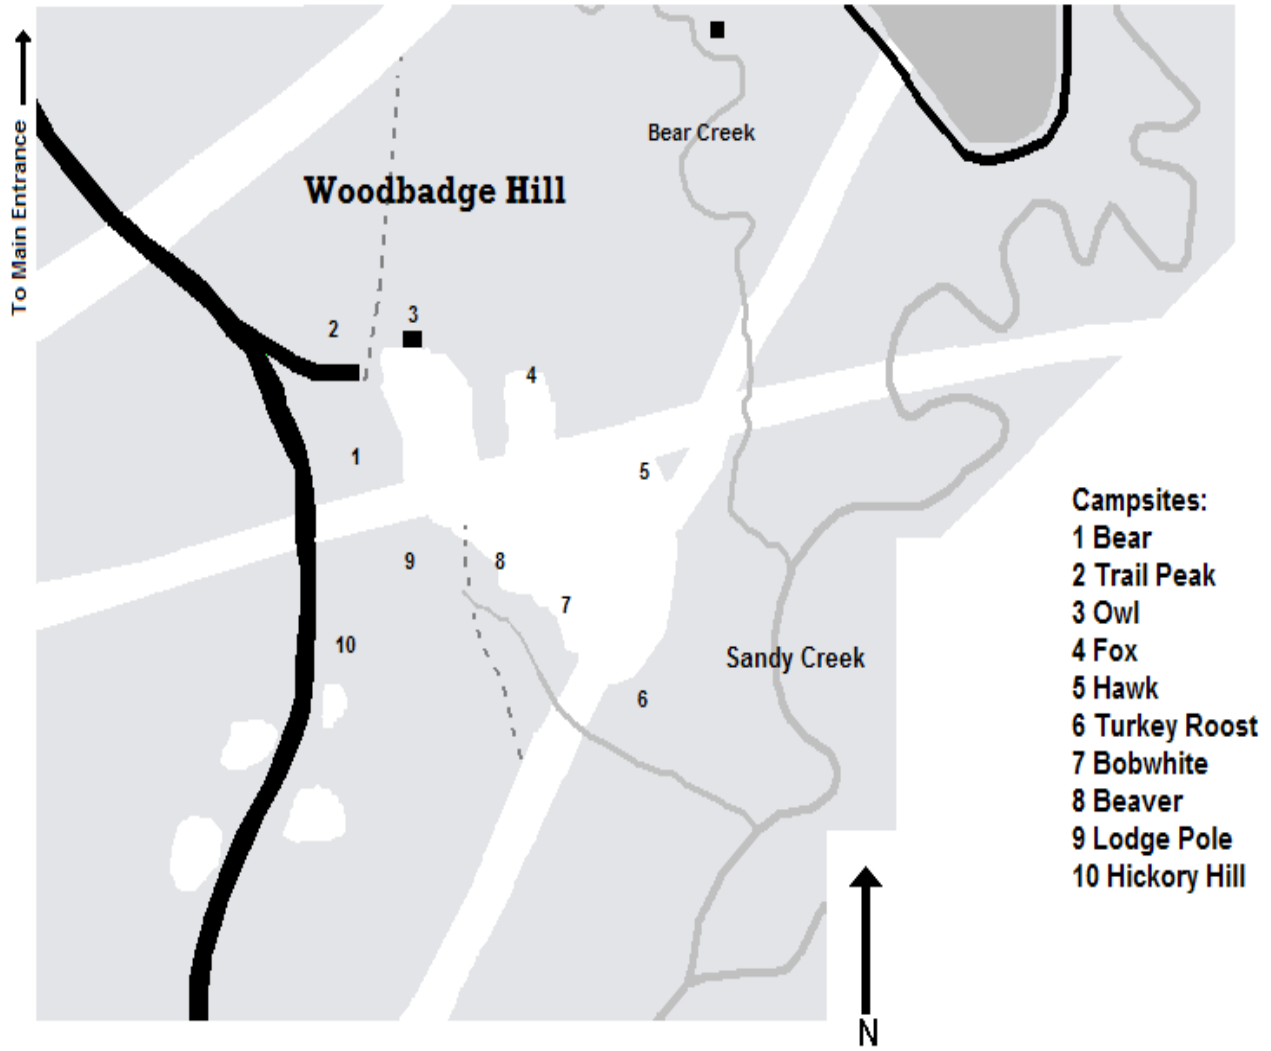 To Main Entrance
Bear Creek
Woodbadge Hill
3
2
4
1
5
9
8
7
10
Sandy Creek
6
Campsites:
1 Bear
2 Trail Peak
3 Owl
4 Fox
5 Hawk
6 Turkey Roost
7 Bobwhite
8 Beaver
9 Lodge Pole
10 Hickory Hill
N